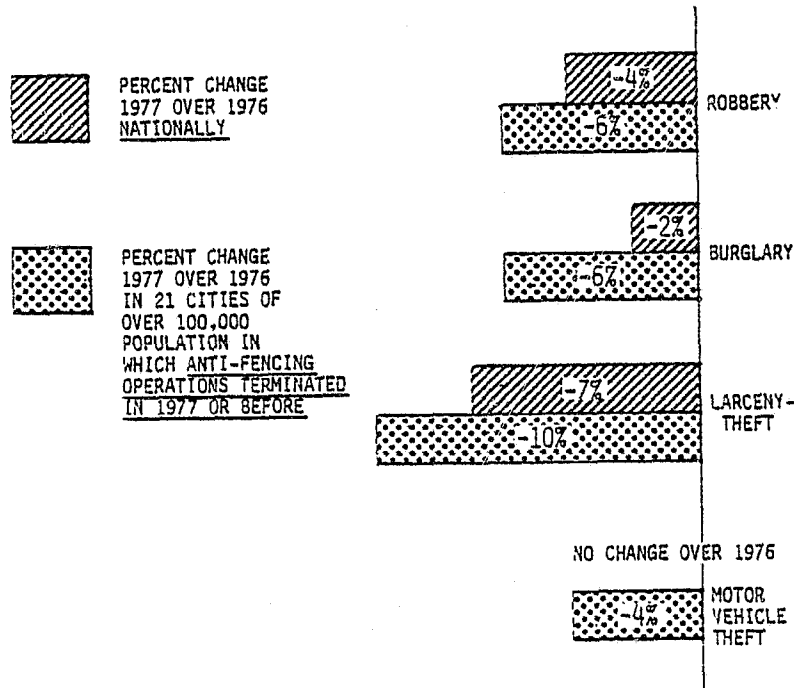 PERCENT CHANGE
1977 OVER 1976
NATIONALLY
PERCENT CHANGE
1977 OVER 1976
IN 21 CITIES OF
OVER 100,000
POPULATION IN
WHICH ANTI-FENCING
OPERATIONS TERMINATED
IN 1977 OR BEFORE
-4%
-6%
ROBBERY
-2%
-6%
BURGLARY
-7%
-10%
LARCENY-
THEFT
NO CHANGE OVER 1976
-4%
MOTOR
VEHICLE
THEFT